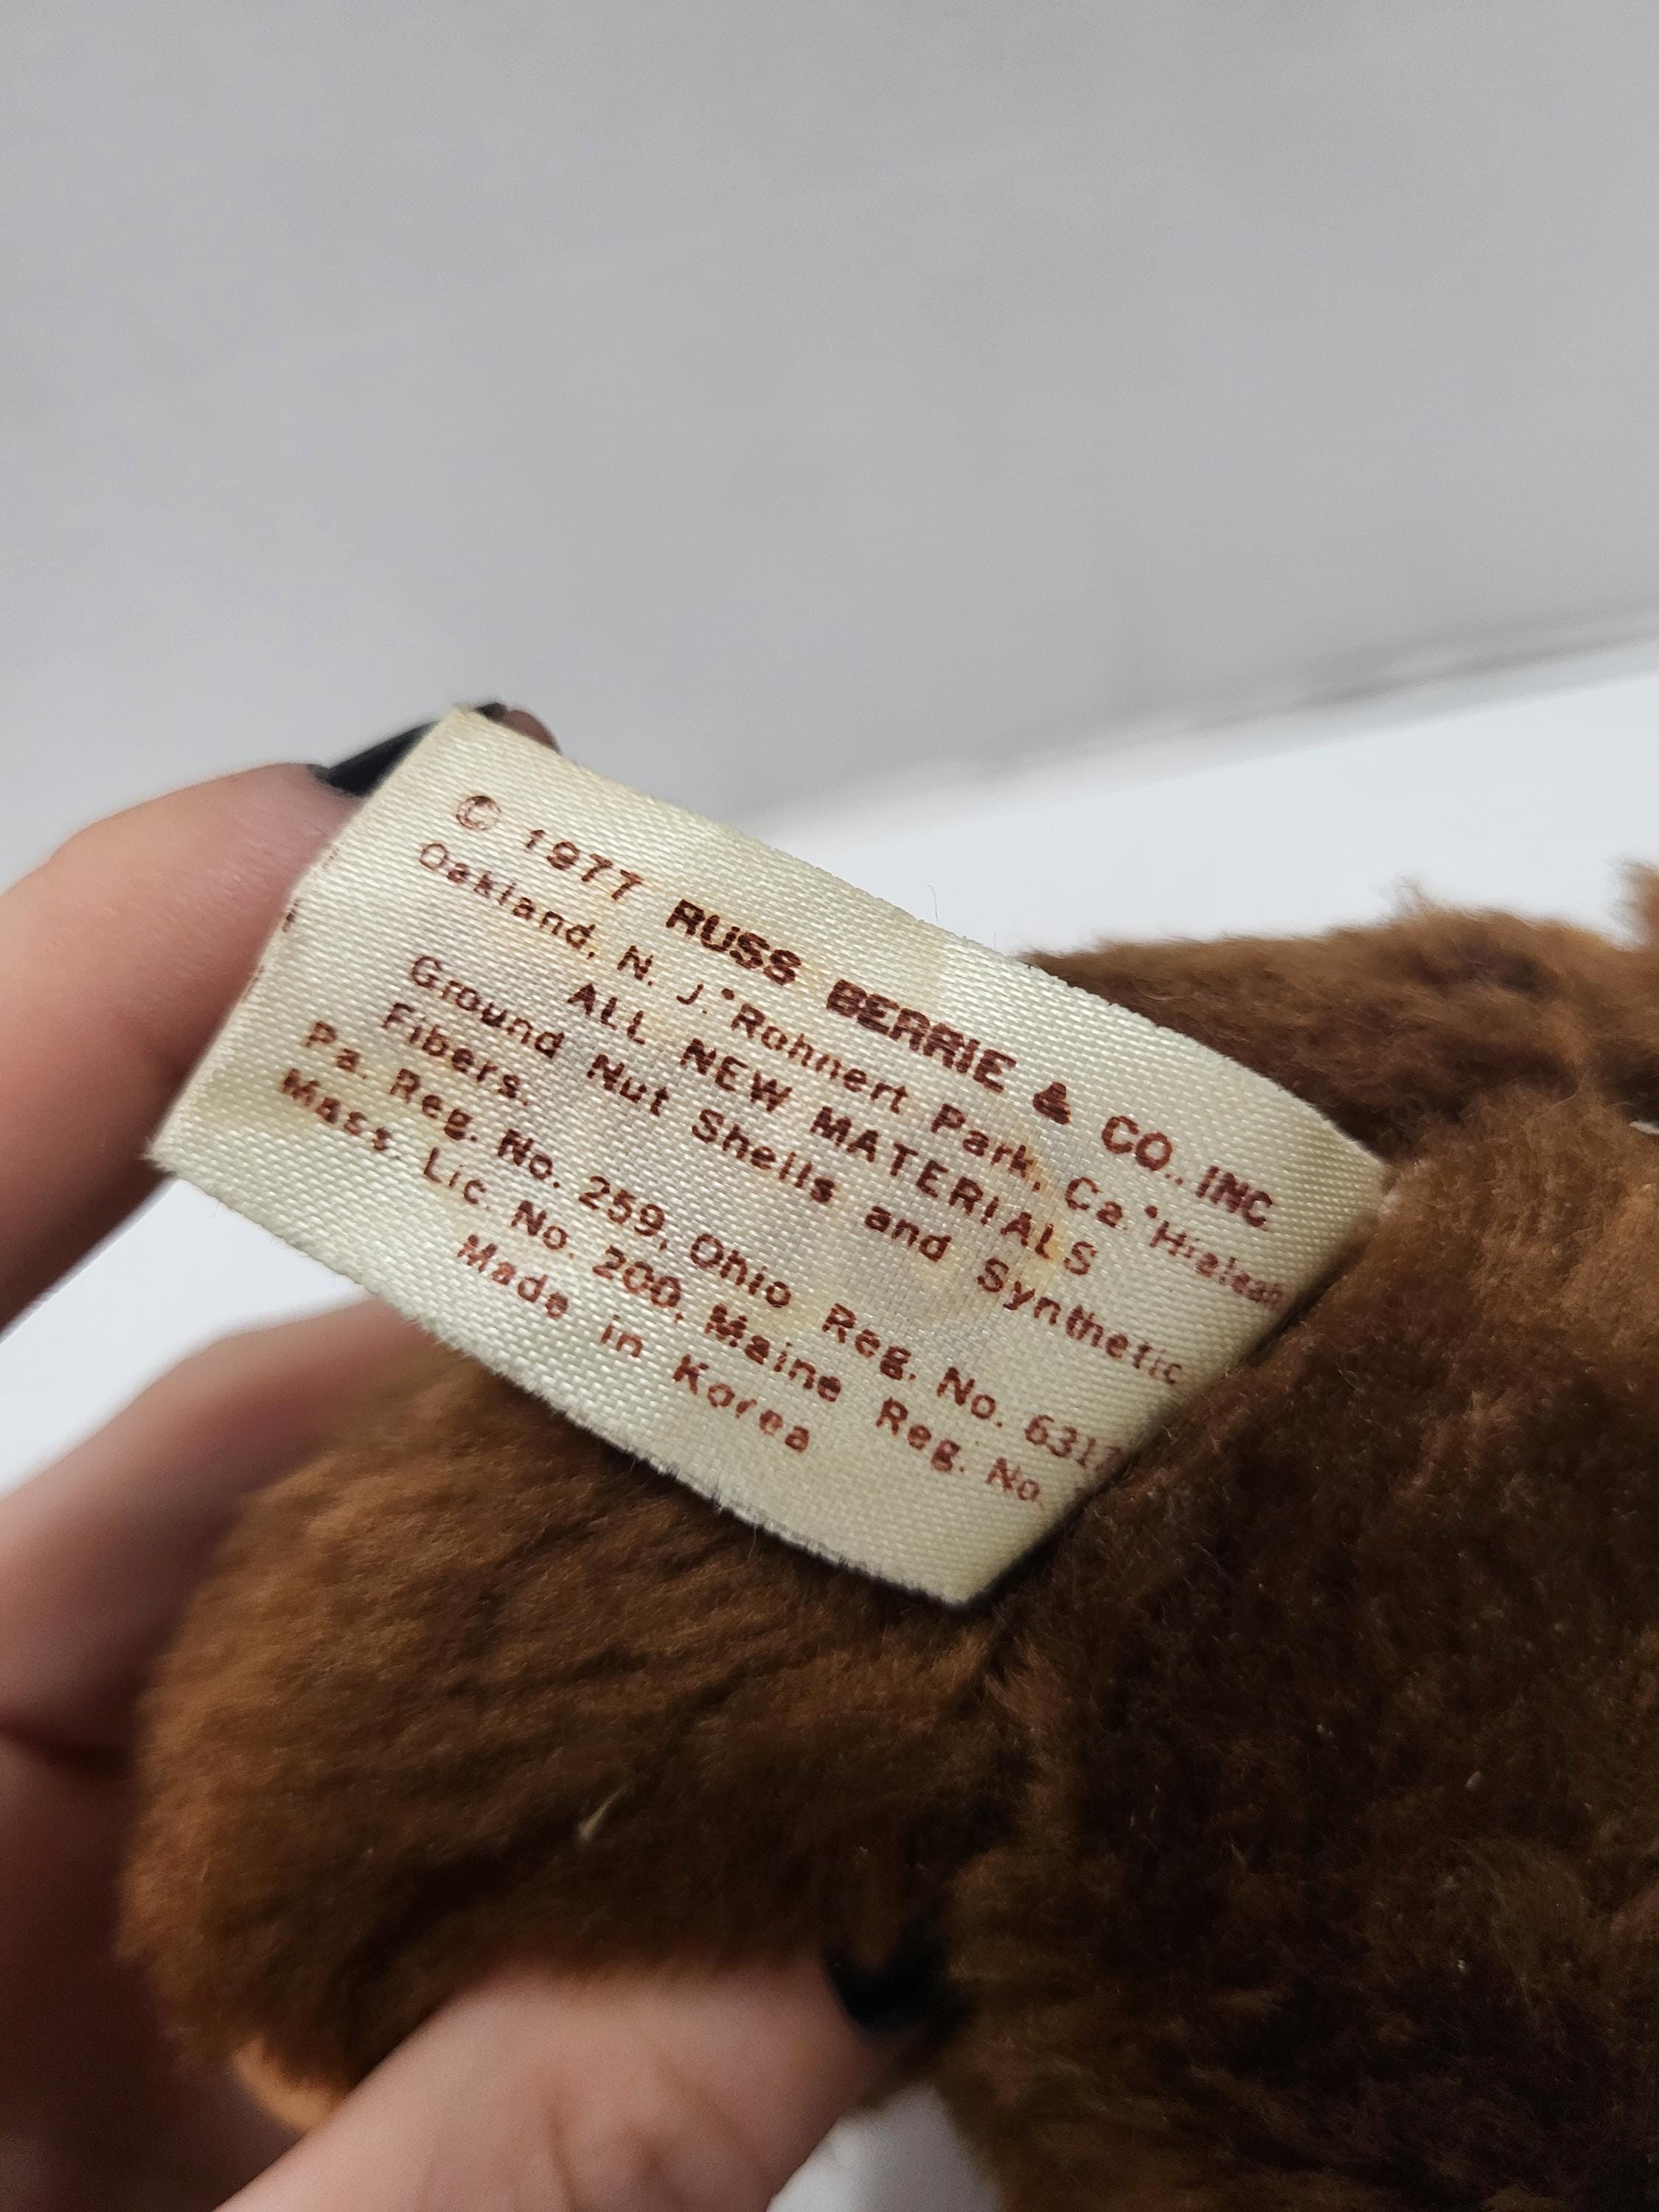 © 1977 RUSS BERRIE & CO., INC
Oakland, N. J.•Rohnert Park, Ca.•Hialeah
ALL NEW MATERIALS
Ground Nut Shells and Synthetic
Fibers.
Pa. Reg. No. 259, Ohio Reg. No. 6317
Mass. Lic. No. 200, Maine Reg. No.
Made in Korea